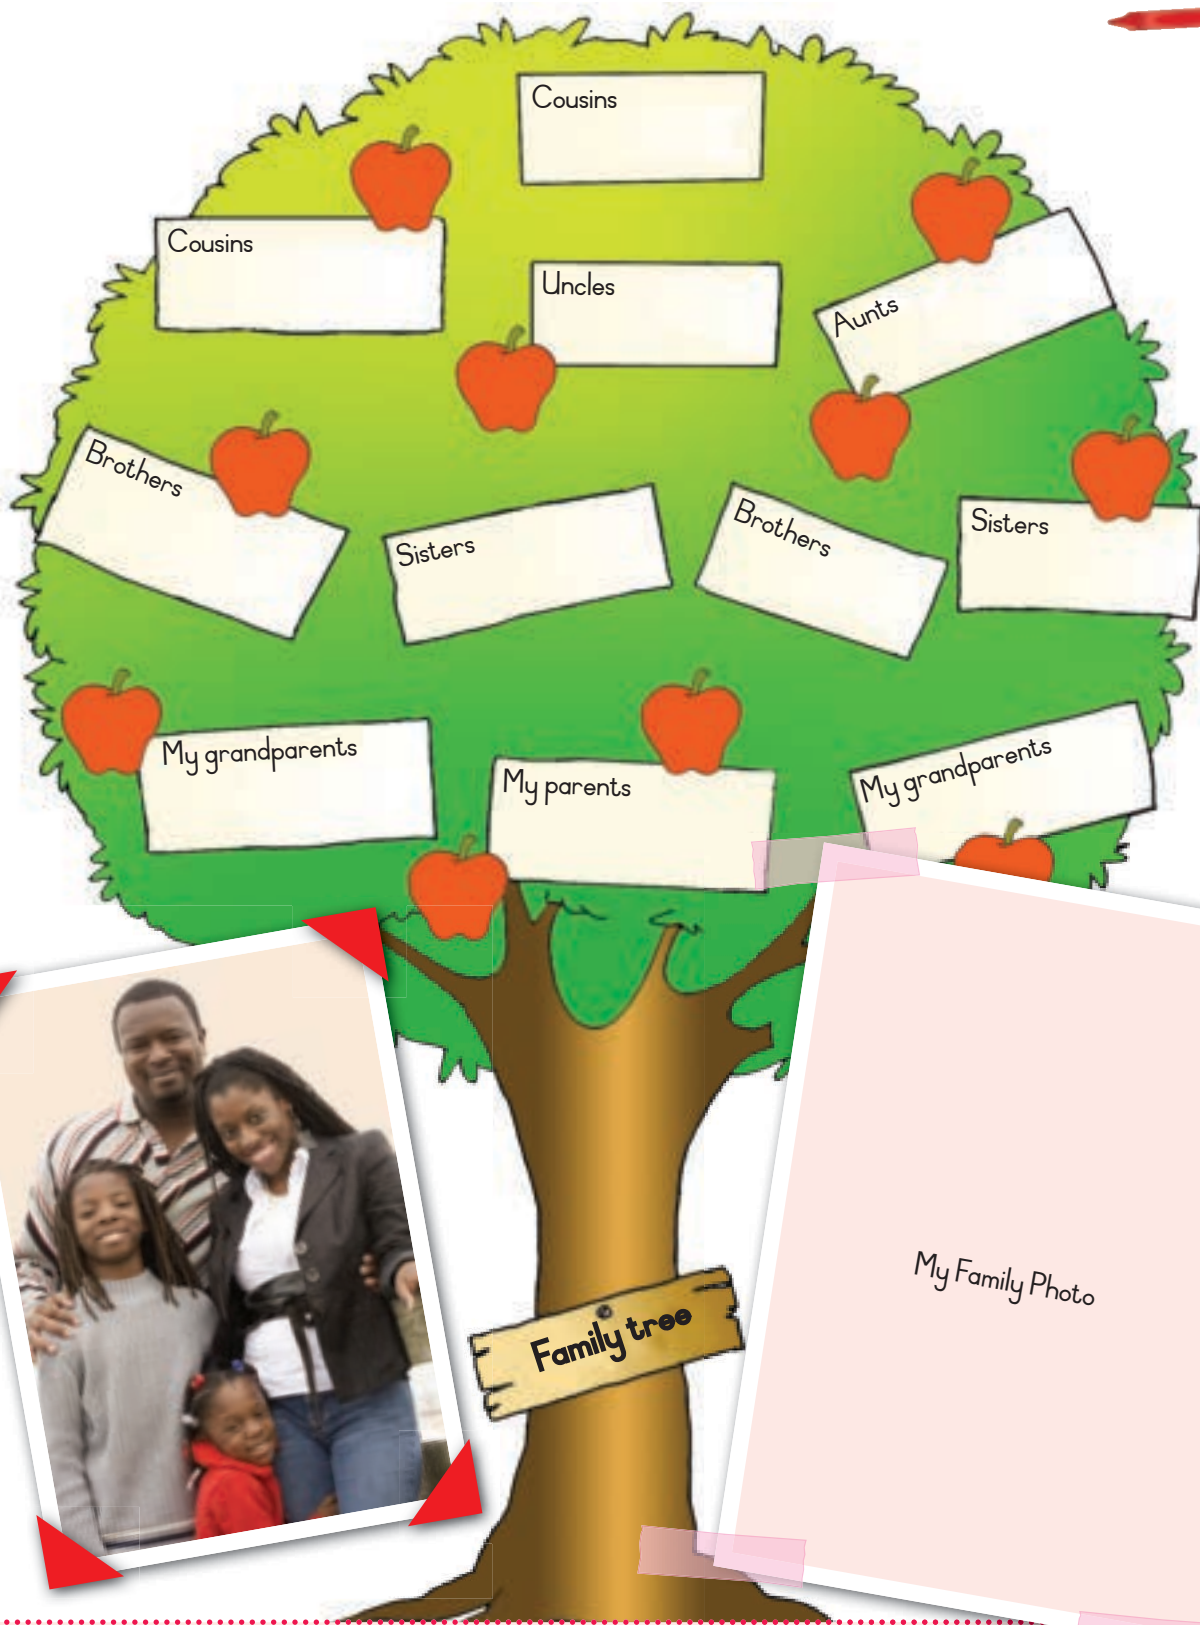 Cousins
Cousins
Uncles
Aunts
Brothers
Sisters
Brothers
Sisters
My grandparents
My parents
My grandparents
My Family Photo
Family tree